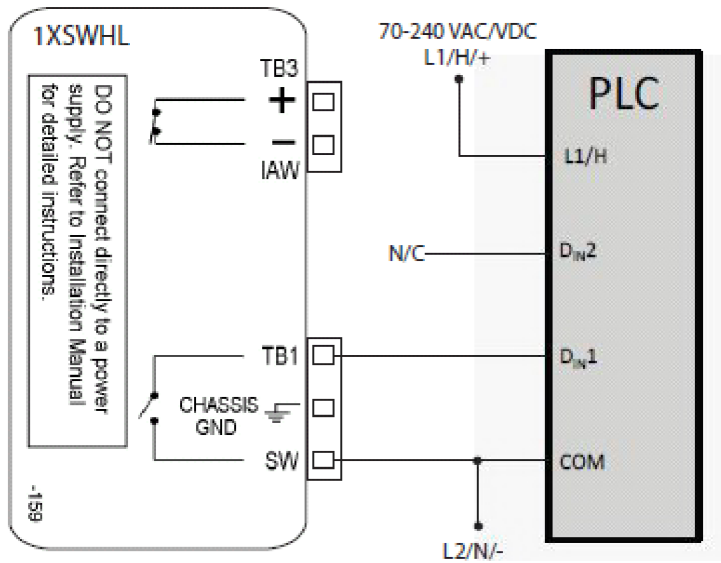 1XSWHL
DO NOT connect directly to a power
supply. Refer to Installation Manual
for detailed instructions.
-159
TB3
+
−
IAW
TB1
CHASSIS
GND
SW
70-240 VAC/VDC
L1/H/+
N/C
L2/N/-
PLC
L1/H
DIN2
DIN1
COM